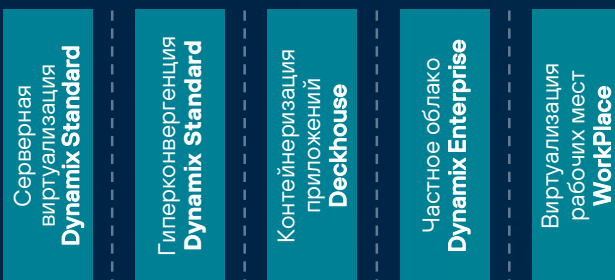 Серверная
виртуализация
Dynamix Standard
Гиперконвергенция
Dynamix Standard
Контейнеризация
приложений
Deckhouse
Частное облако
Dynamix Enterprise
Виртуализация
рабочих мест
WorkPlace